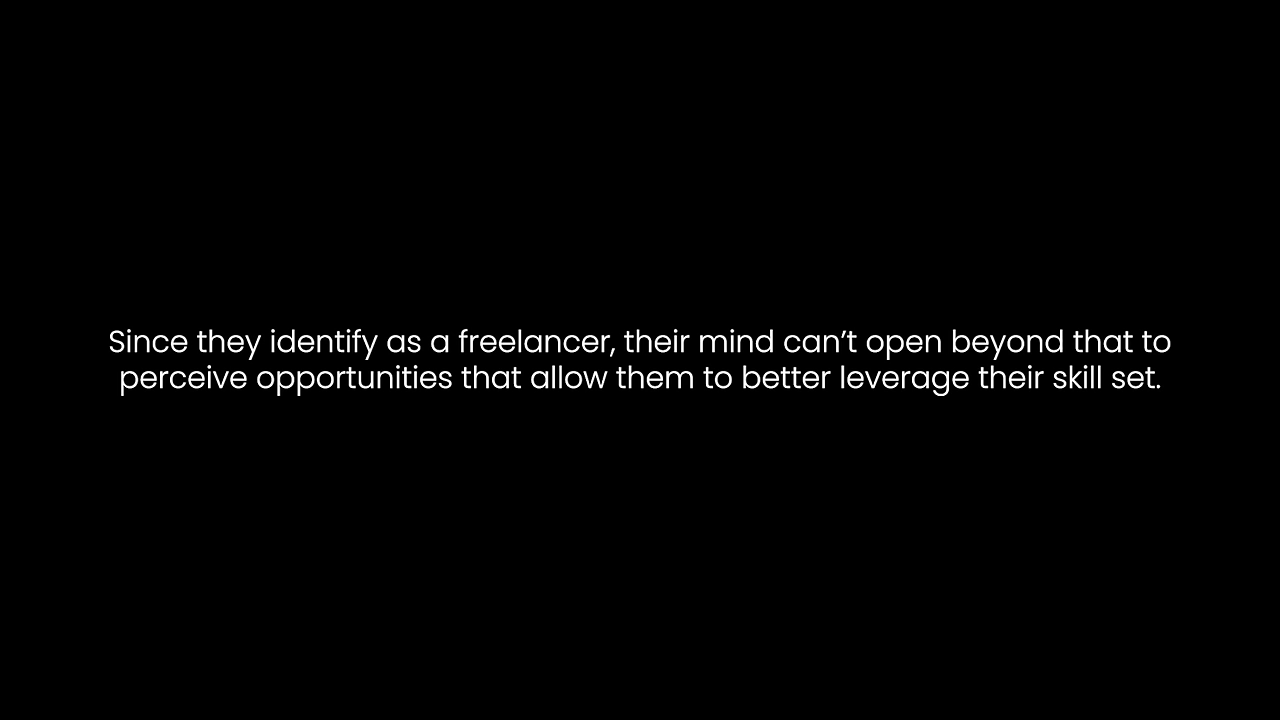 Since they identify as a freelancer, their mind can’t open beyond that to
perceive opportunities that allow them to better leverage their skill set.